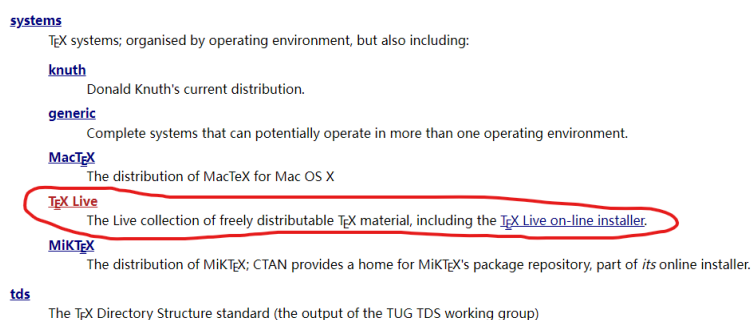 systems
TEX systems; organised by operating environment, but also including:
knuth
Donald Knuth's current distribution.
generic
Complete systems that can potentially operate in more than one operating environment.
MacTEX
The distribution of MacTeX for Mac OS X
TEX Live
The Live collection of freely distributable TEX material, including the TEX Live on-line installer.
MiKTEX
The distribution of MiKTEX; CTAN provides a home for MiKTEX's package repository, part of its online installer.
tds
The TEX Directory Structure standard (the output of the TUG TDS working group)